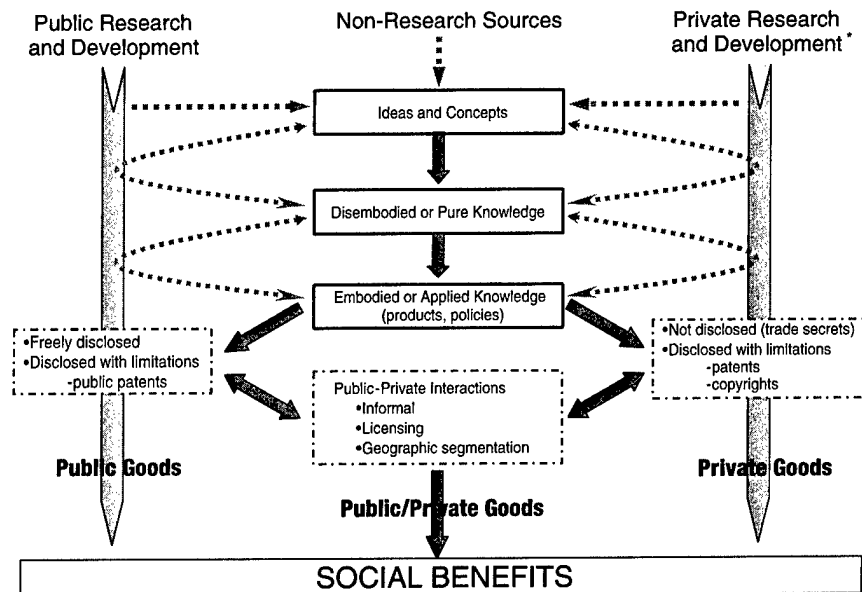 Public Research
and Development
Non-Research Sources
Private Research
and Development*
Ideas and Concepts
Disembodied or Pure Knowledge
Embodied or Applied Knowledge
(products, policies)
•Freely disclosed
•Disclosed with limitations
-public patents
•Not disclosed (trade secrets)
•Disclosed with limitations
-patents
-copyrights
Public-Private Interactions
•Informal
•Licensing
•Geographic segmentation
Public Goods
Private Goods
Public/Private Goods
SOCIAL BENEFITS